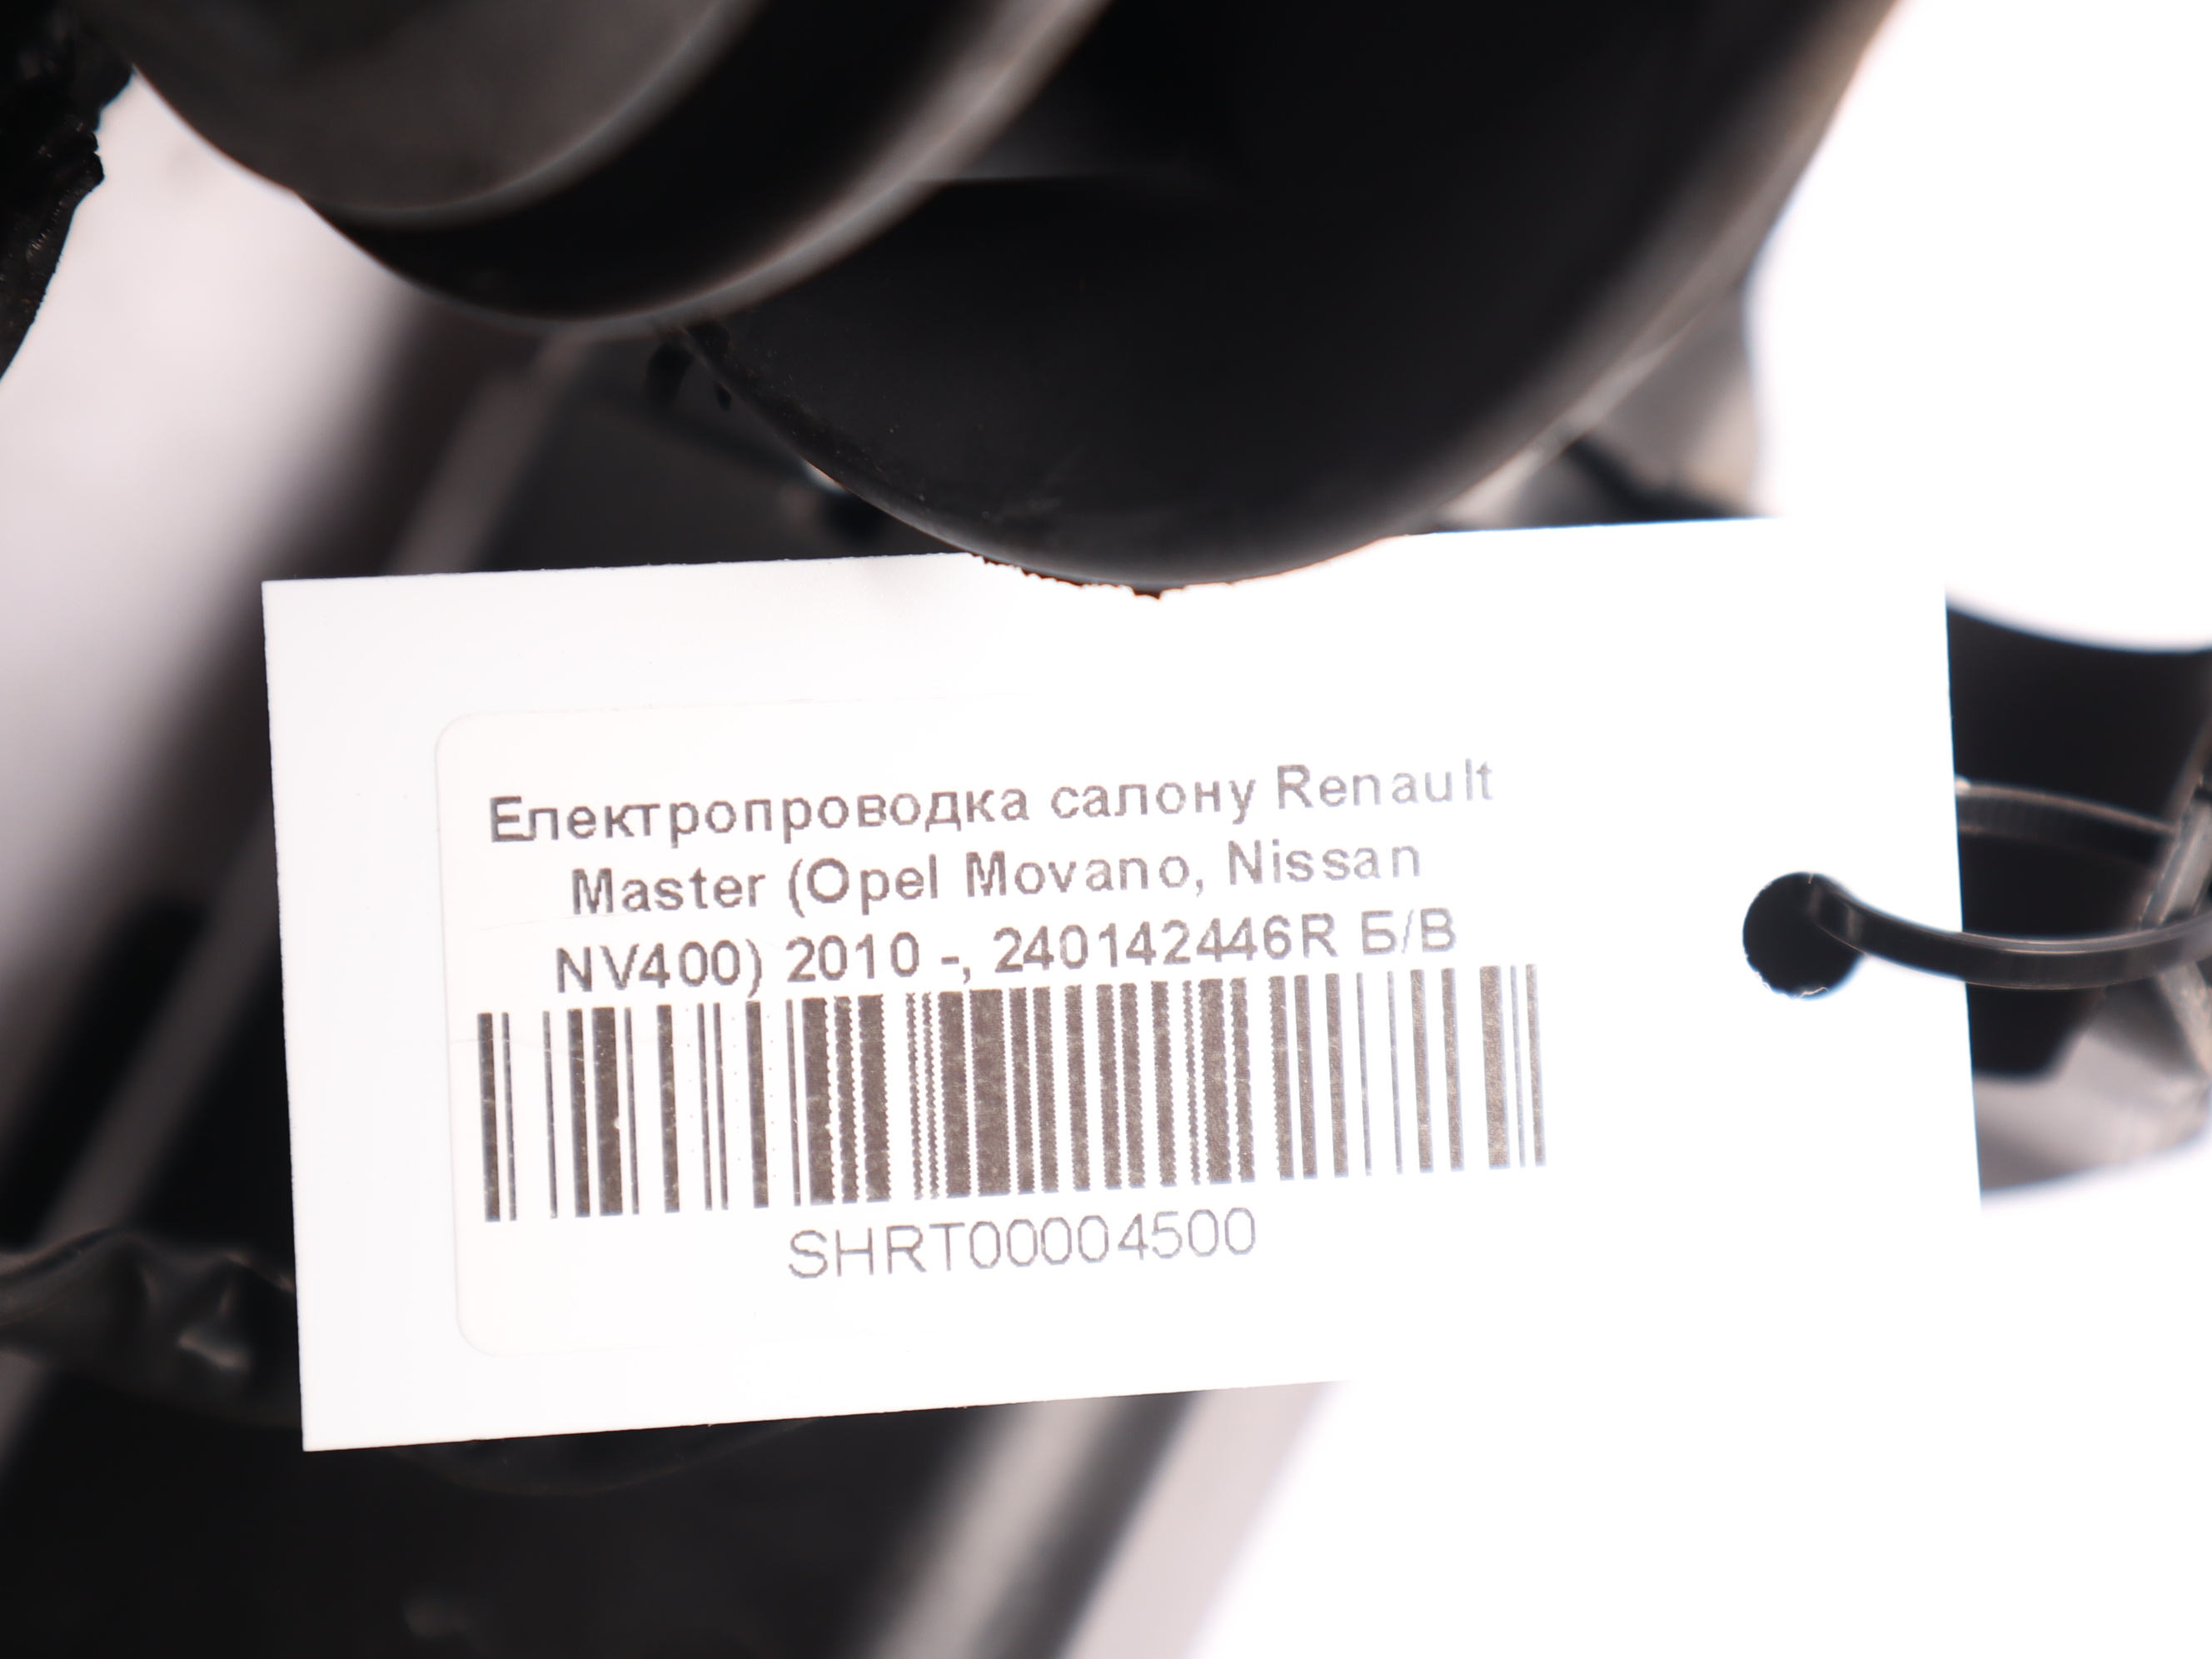 Електропроводка салону Renault
Master (Opel Movano, Nissan
NV400) 2010 -, 240142446R Б/В
SHRT00004500